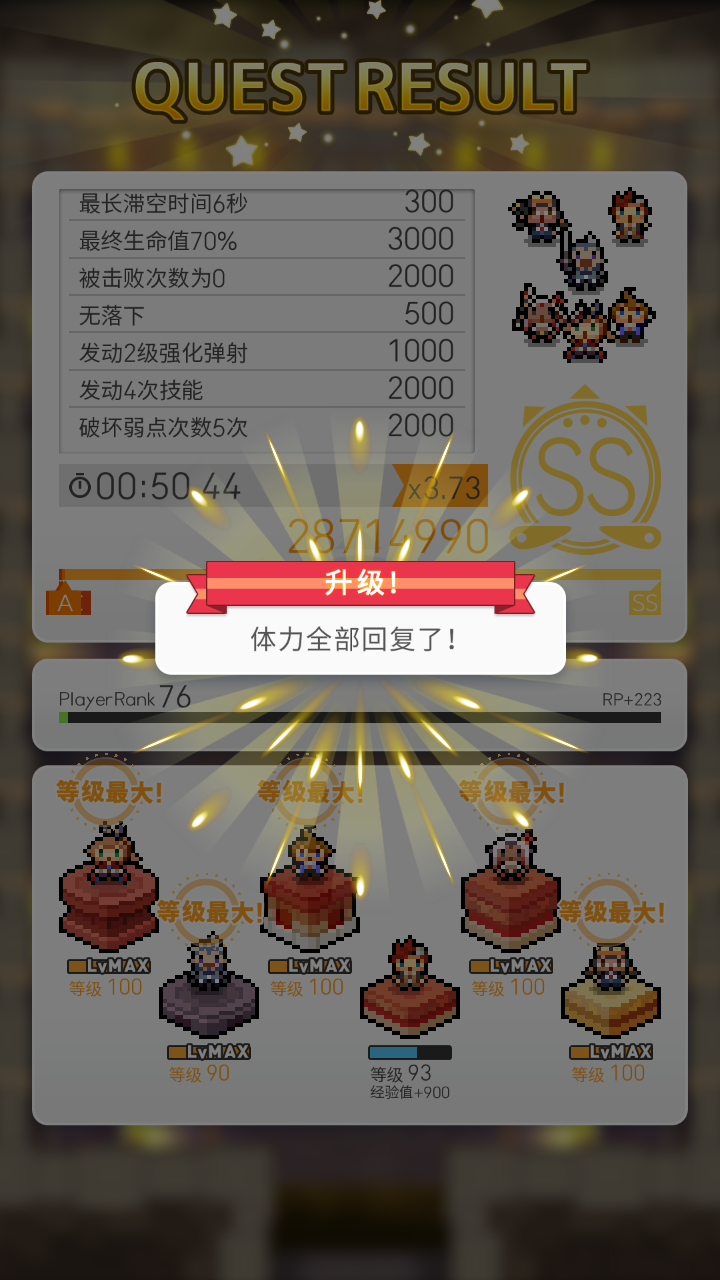 QUEST RESULT
最长滞空时间6秒 300
最终生命值70% 3000
被击败次数为0 2000
无落下 500
发动2级强化弹射 1000
发动4次技能 2000
破坏弱点次数5次 2000
SS
00:50.44 x3.73
28714990
升级!
A SS
体力全部回复了!
PlayerRank 76 RP+223
等级最大! 等级最大! 等级最大!
等级最大! 等级最大!
LvMAX LvMAX LvMAX
等级 100 等级 100 等级 100
LvMAX LvMAX
等级 90 等级 93 等级 100
经验值+900